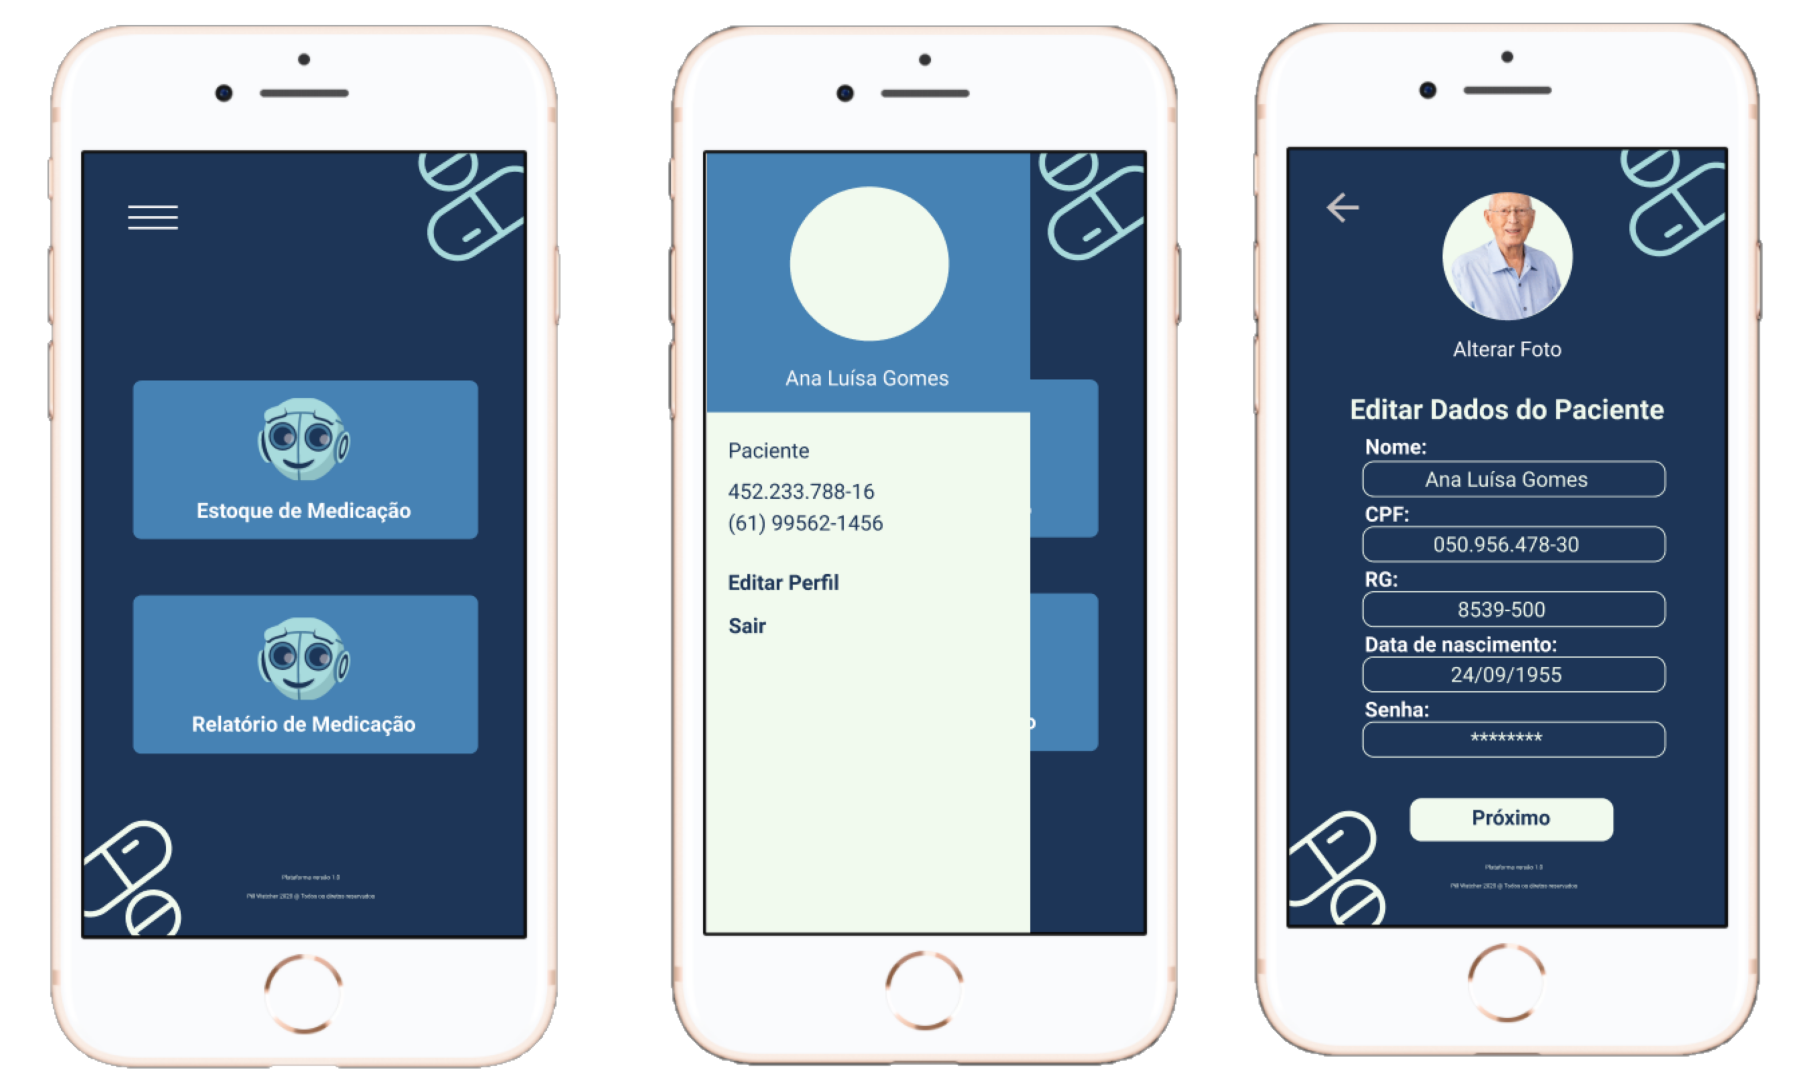 Estoque de Medicação
Relatório de Medicação
Plataforma versão 1.0
Pill Watcher 2020 @ Todos os direitos reservados
Ana Luísa Gomes
Paciente
452.233.788-16
(61) 99562-1456
Editar Perfil
Sair
Alterar Foto
Editar Dados do Paciente
Nome:
Ana Luísa Gomes
CPF:
050.956.478-30
RG:
8539-500
Data de nascimento:
24/09/1955
Senha:
********
Próximo
Plataforma versão 1.0
Pill Watcher 2020 @ Todos os direitos reservados